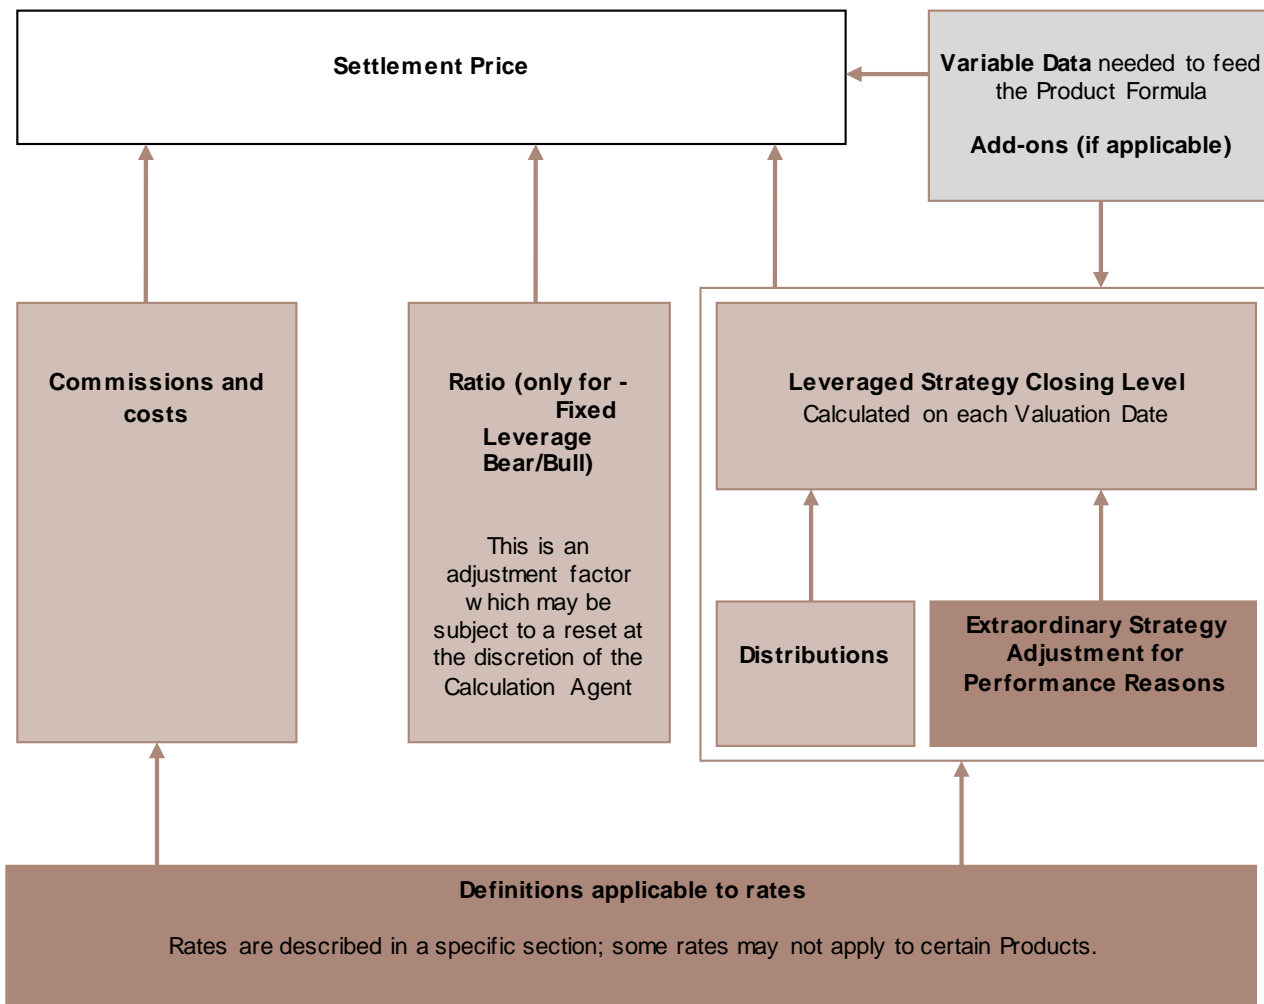 Settlement Price
Variable Data needed to feed
the Product Formula
Add-ons (if applicable)
Commissions and
costs
Ratio (only for -
Fixed
Leverage
Bear/Bull)
This is an
adjustment factor
which may be
subject to a reset at
the discretion of the
Calculation Agent
Leveraged Strategy Closing Level
Calculated on each Valuation Date
Distributions
Extraordinary Strategy
Adjustment for
Performance Reasons
Definitions applicable to rates
Rates are described in a specific section; some rates may not apply to certain Products.